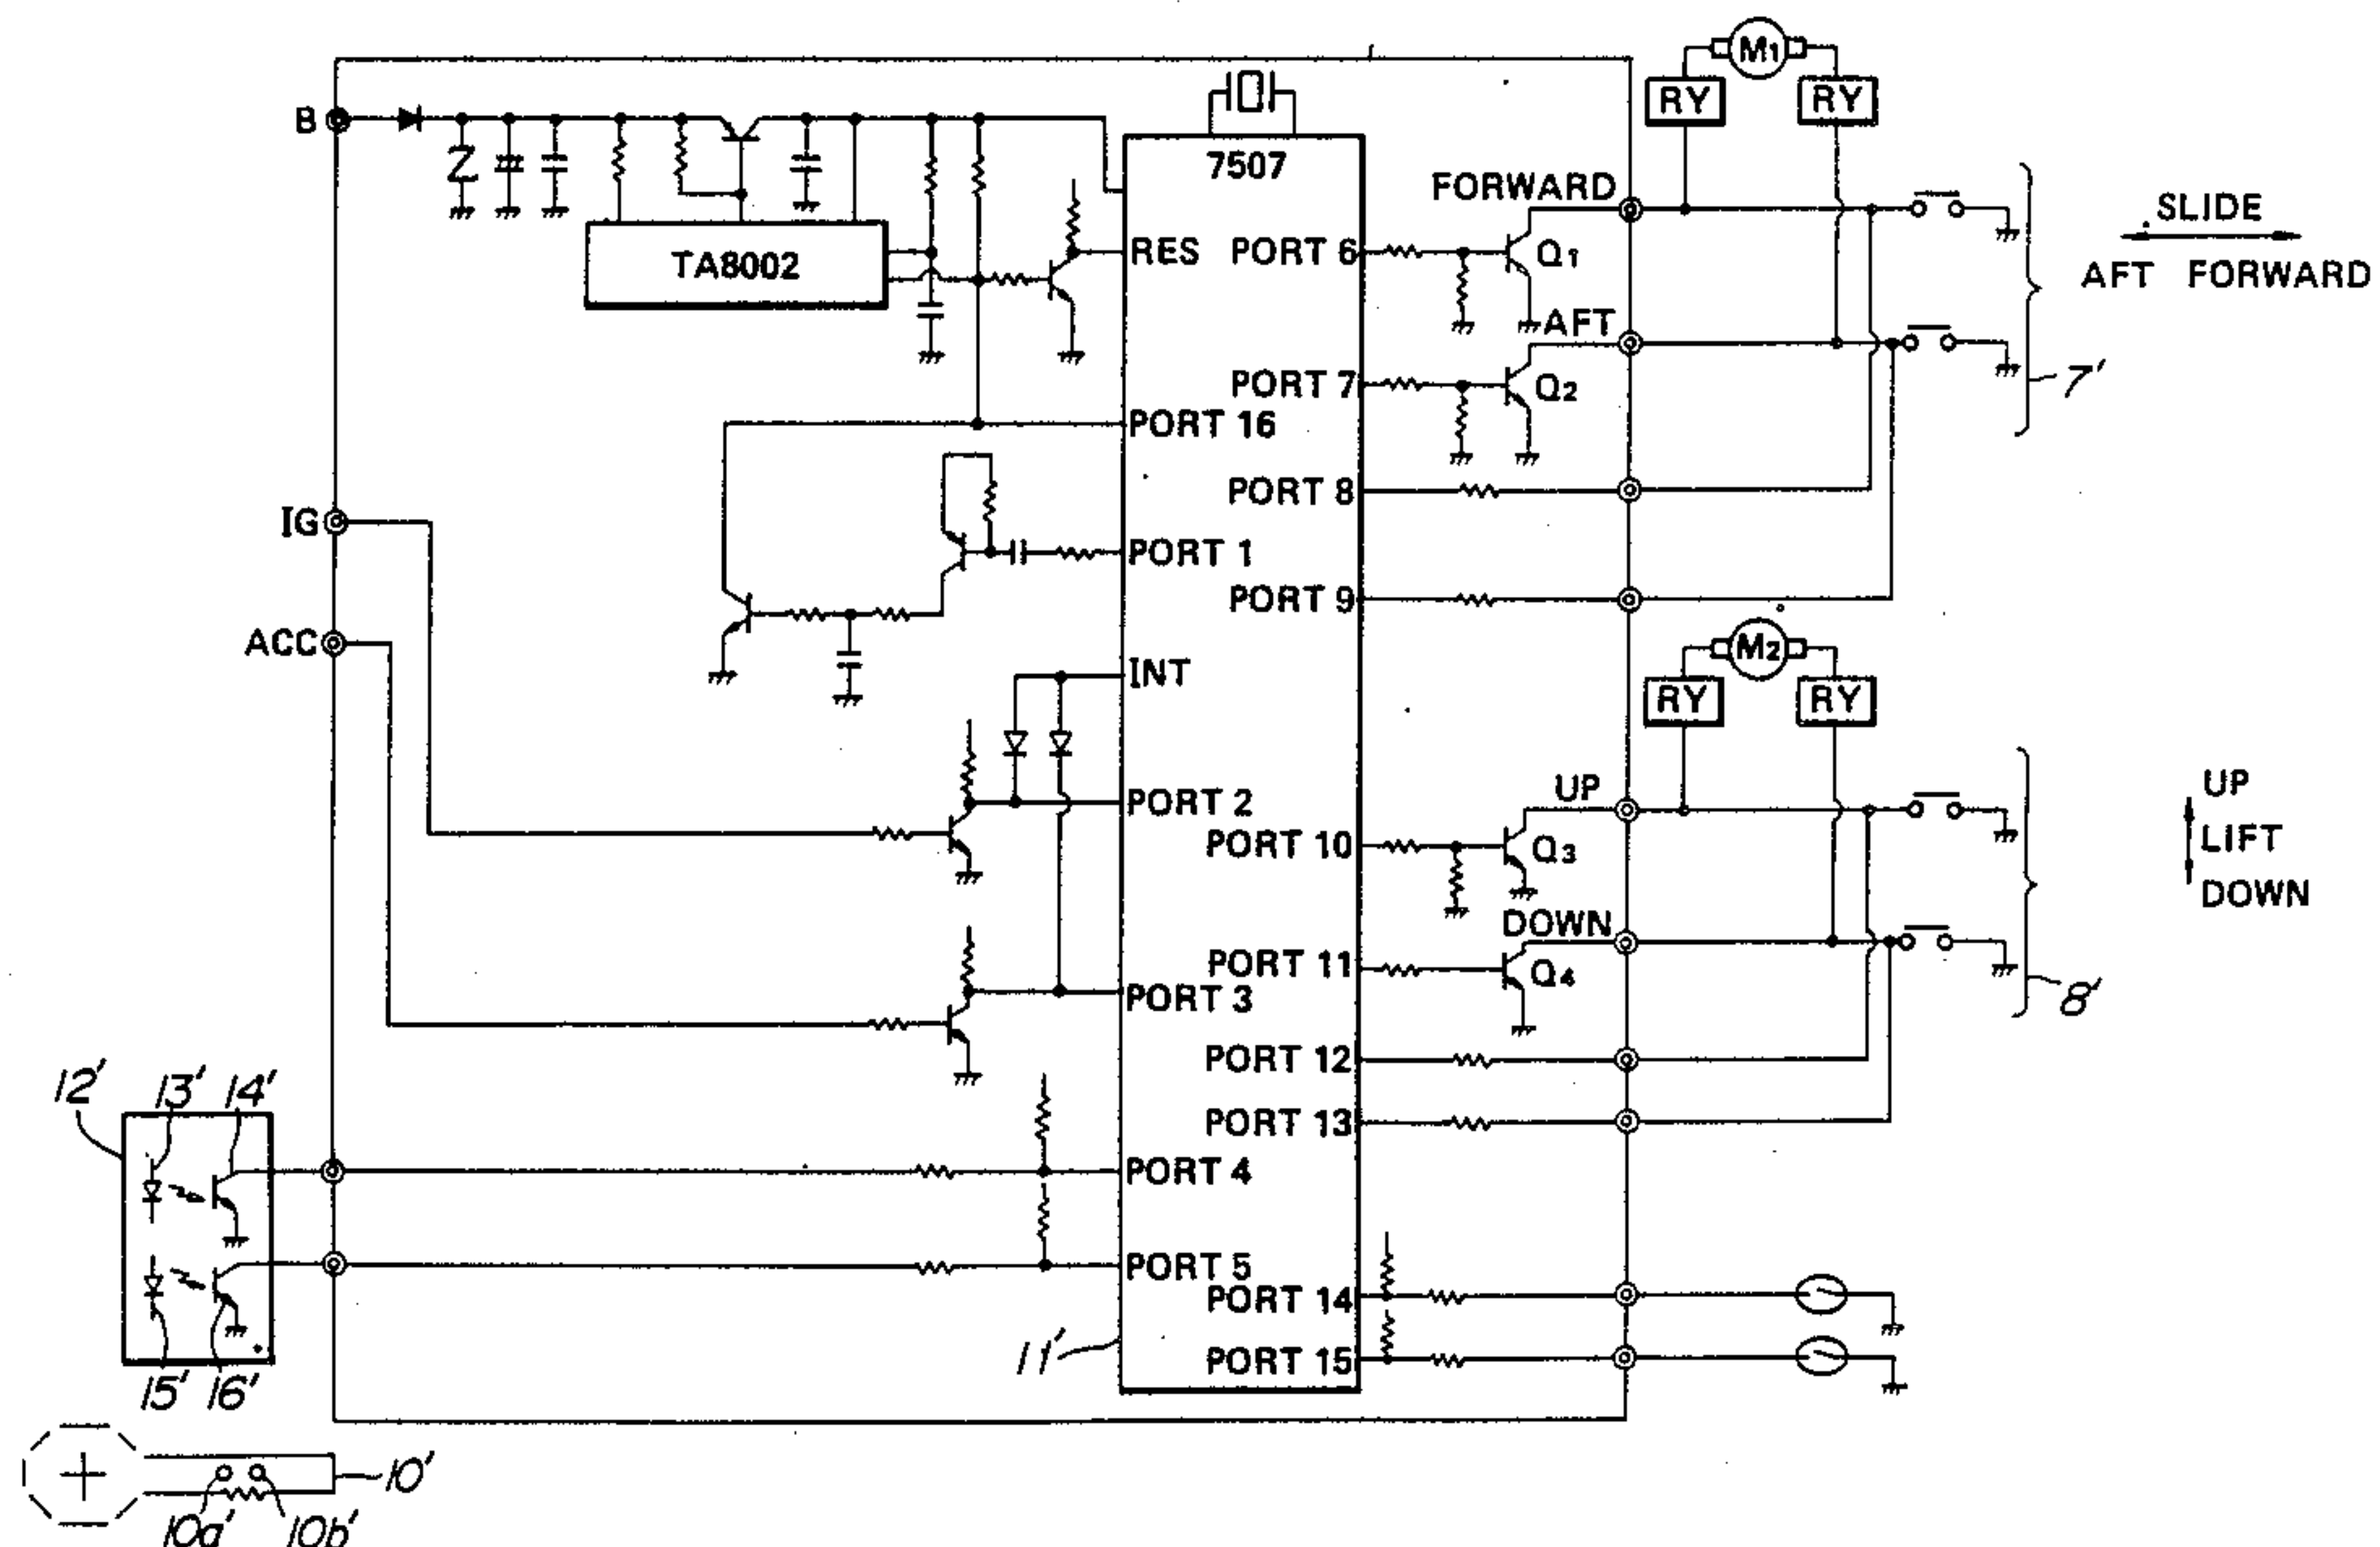 M1
RY RY
B
7507
FORWARD
SLIDE
AFT FORWARD
TA8002
RES
PORT 6
Q1
AFT
PORT 7
Q2
7'
PORT 16
PORT 8
IG
PORT 1
PORT 9
ACC
M2
INT
RY RY
UP
PORT 2
UP
LIFT
DOWN
PORT 10
Q3
DOWN
PORT 11
Q4
PORT 3
8'
PORT 12
12'
13'
14'
PORT 13
PORT 4
PORT 5
PORT 14
11'
PORT 15
15'
16'
10'
10a'
10b'